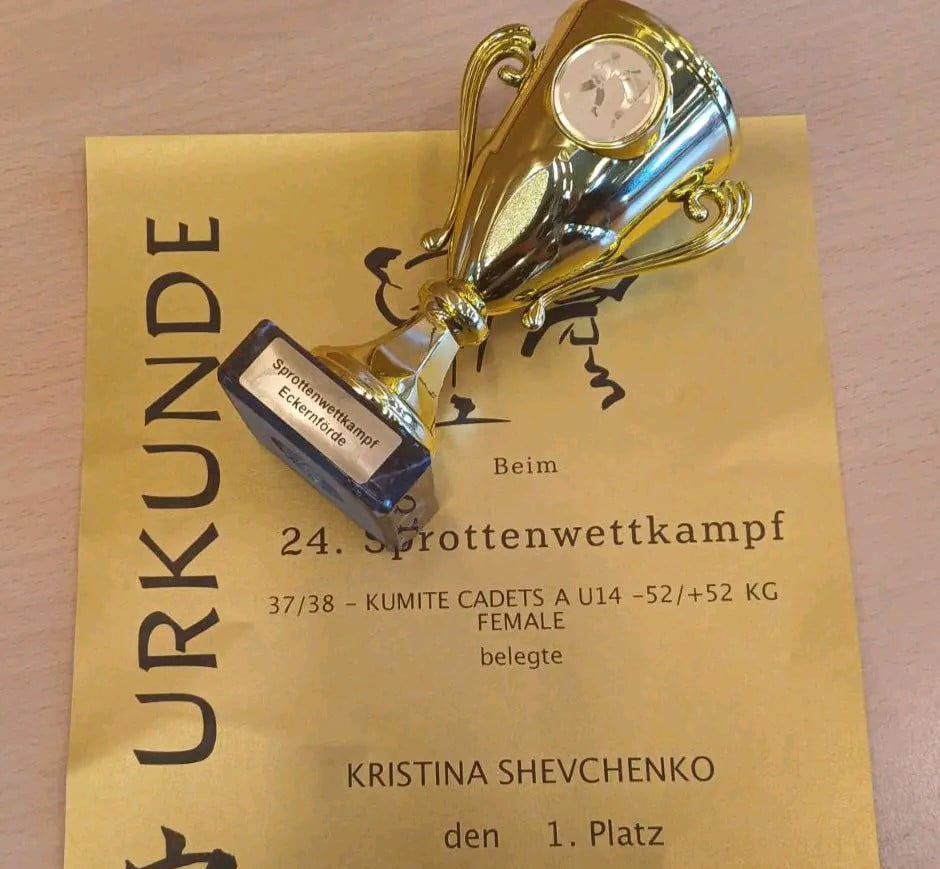 URKUNDE
Sprottenwettkampf
Eckernförde
Beim
24. Sprottenwettkampf
37/38 – KUMITE CADETS A U14 -52/+52 KG
FEMALE
belegte
KRISTINA SHEVCHENKO
den 1. Platz